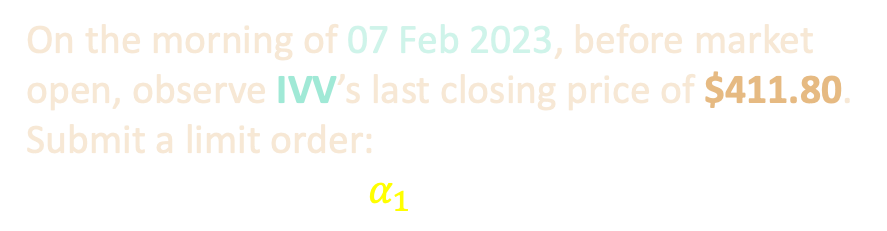 On the morning of 07 Feb 2023, before market
open, observe IVV’s last closing price of $411.80.
Submit a limit order:
α₁